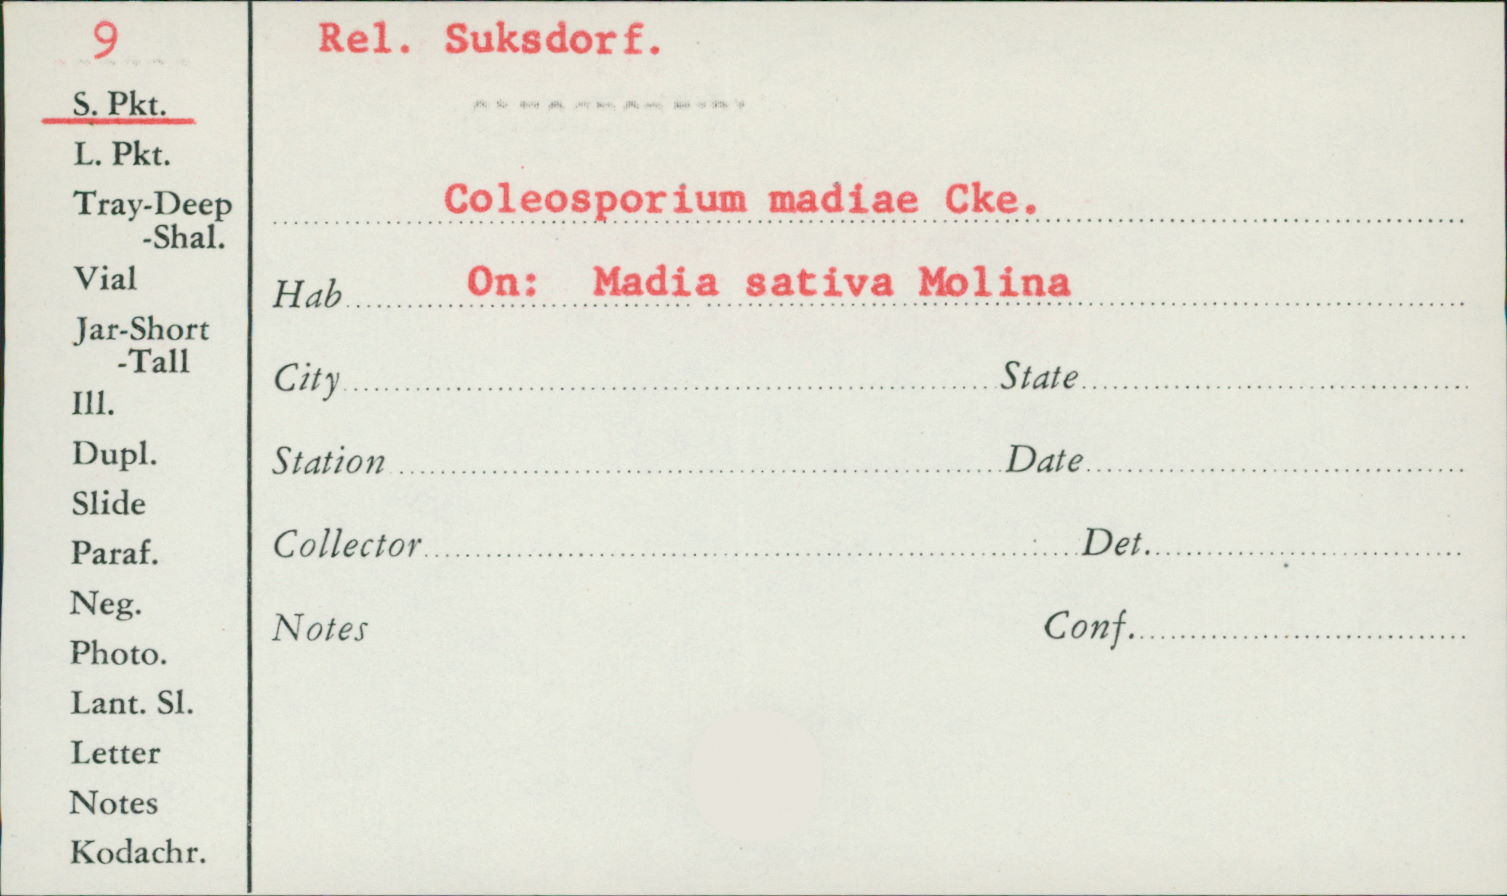 9
S. Pkt.
L. Pkt.
Tray-Deep
-Shal.
Vial
Jar-Short
-Tall
Ill.
Dupl.
Slide
Paraf.
Neg.
Photo.
Lant. Sl.
Letter
Notes
Kodachr.
Rel. Suksdorf.
Coleosporium madiae Cke.
Hab On: Madia sativa Molina
City State
Station Date
Collector Det.
Notes Conf.